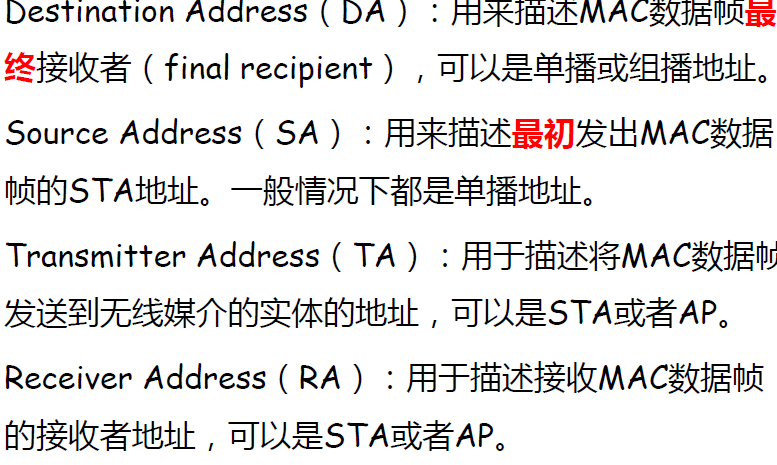 Destination Address（DA）：用来描述MAC数据帧最
终接收者（final recipient），可以是单播或组播地址。
Source Address（SA）：用来描述最初发出MAC数据
帧的STA地址。一般情况下都是单播地址。
Transmitter Address（TA）：用于描述将MAC数据帧
发送到无线媒介的实体的地址，可以是STA或者AP。
Receiver Address（RA）：用于描述接收MAC数据帧
的接收者地址，可以是STA或者AP。